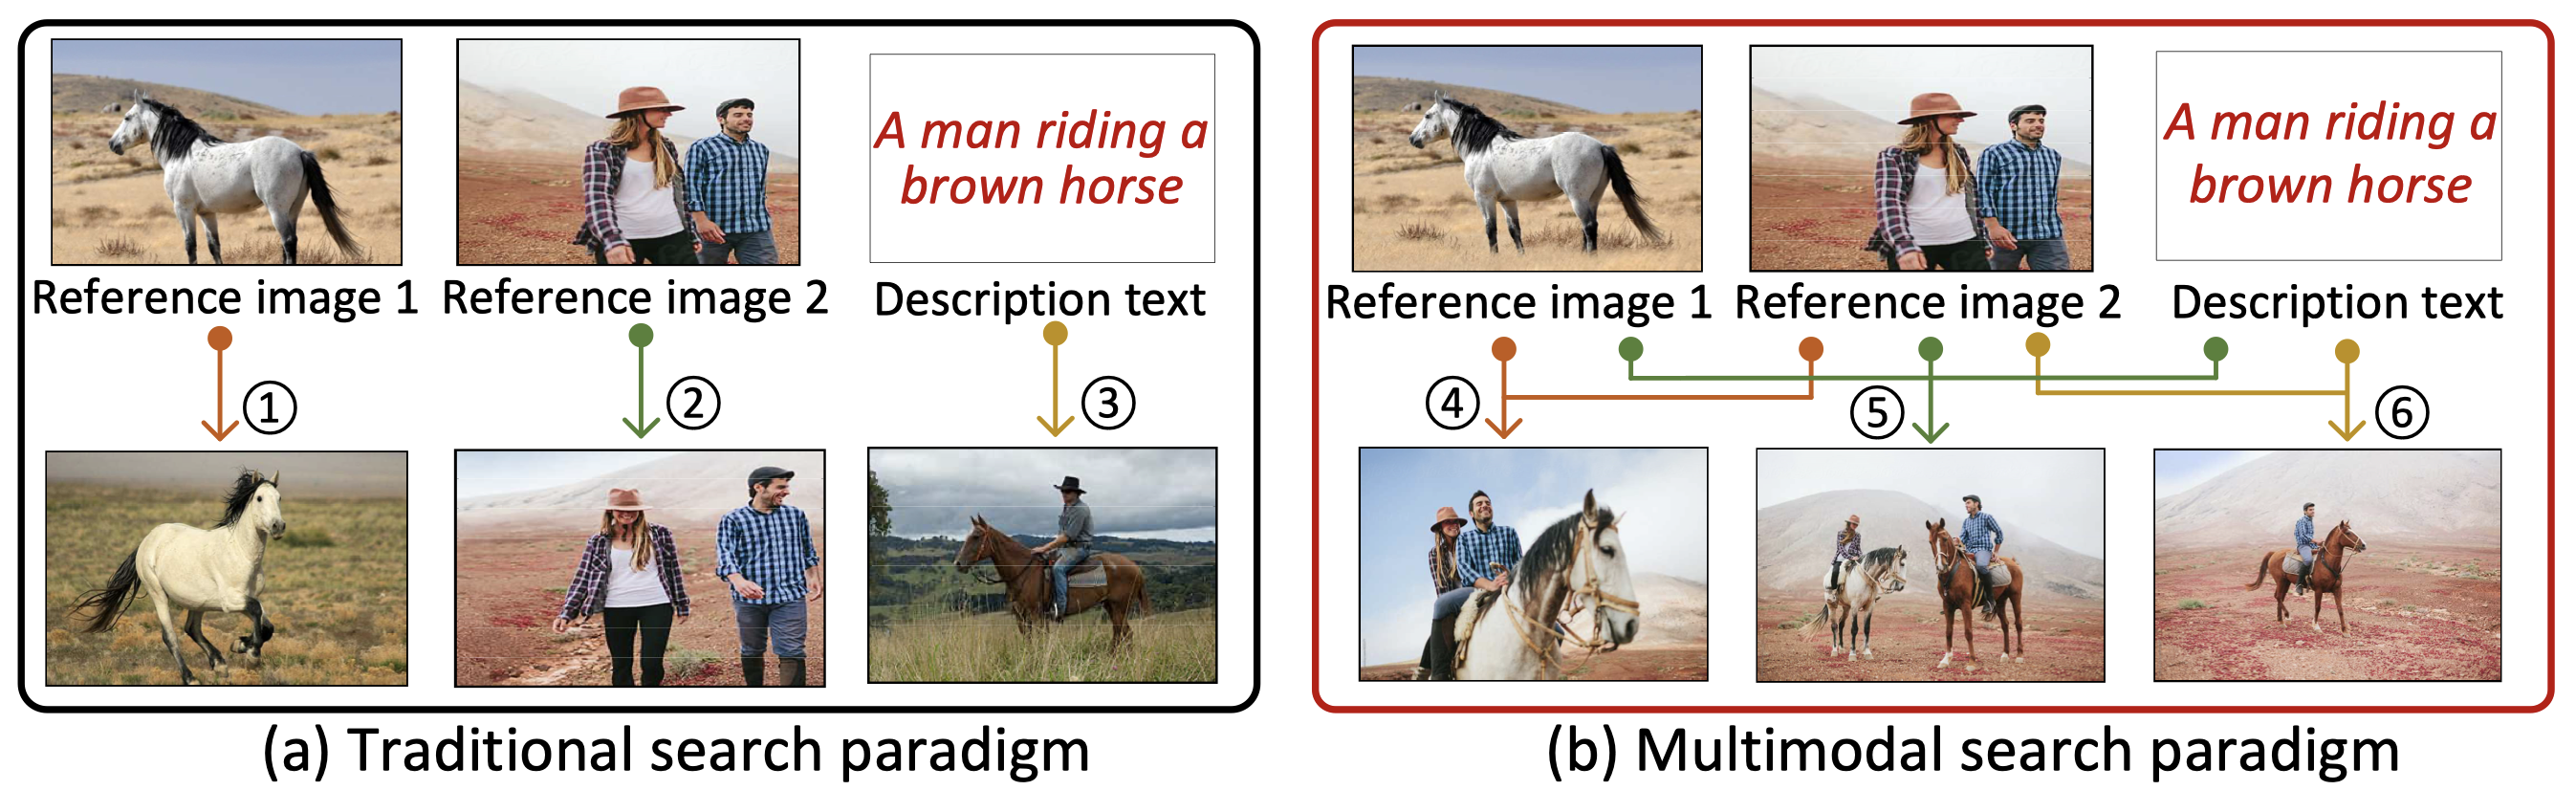 A man riding a
brown horse
Reference image 1
Reference image 2
Description text
①
②
③
(a) Traditional search paradigm
A man riding a
brown horse
Reference image 1
Reference image 2
Description text
④
⑤
⑥
(b) Multimodal search paradigm